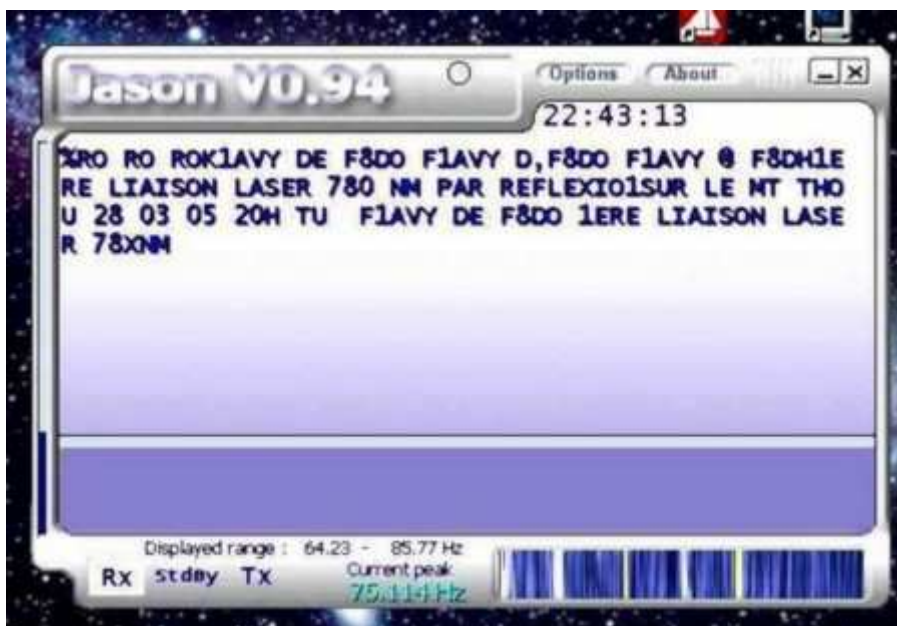 Jason V0.94
Options About
22:43:13
%RO RO ROK1AVY DE F8DO F1AVY D,F8DO F1AVY @ F8DH1E
RE LIAISON LASER 780 NM PAR REFLEXIO1SUR LE MT THO
U 28 03 05 20H TU F1AVY DE F8DO 1ERE LIAISON LASE
R 78XNM
Displayed range : 64.23 - 85.77 Hz
Rx StdBy TX
Current peak
75.114 Hz